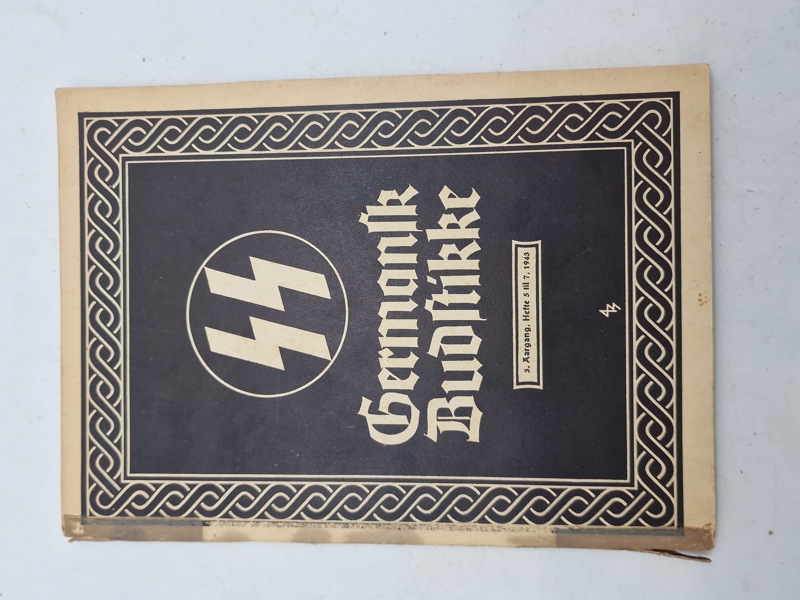 Germansk
Budstikke
3. Aargang, Hefte 5 til 7, 1943